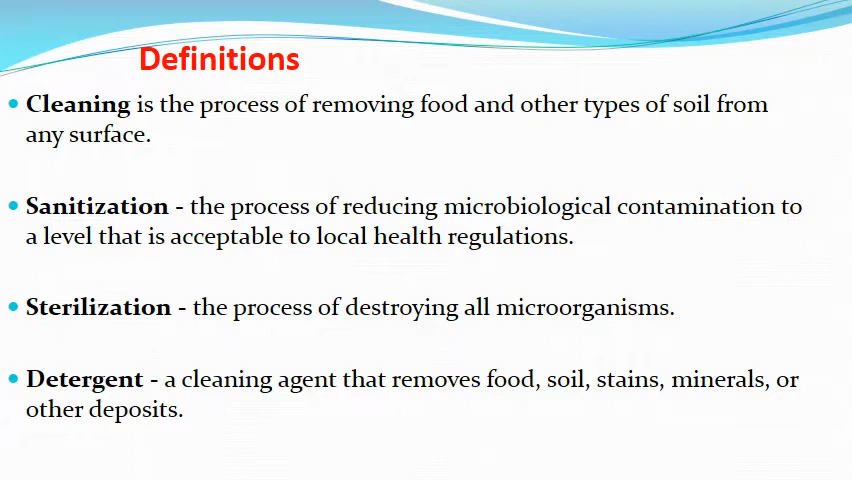 Definitions
• Cleaning is the process of removing food and other types of soil from
any surface.
• Sanitization - the process of reducing microbiological contamination to
a level that is acceptable to local health regulations.
• Sterilization - the process of destroying all microorganisms.
• Detergent - a cleaning agent that removes food, soil, stains, minerals, or
other deposits.